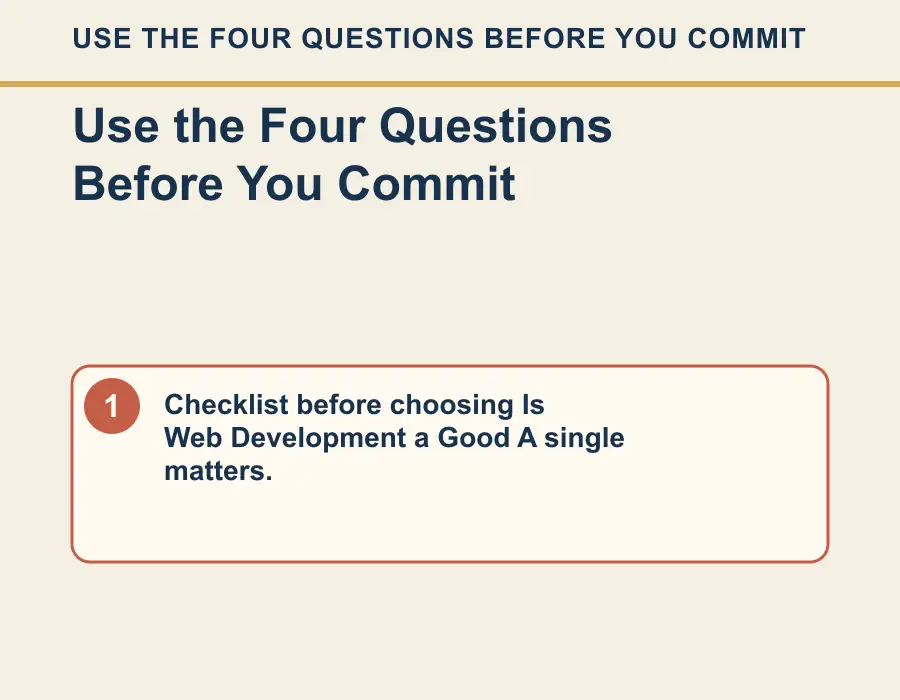 USE THE FOUR QUESTIONS BEFORE YOU COMMIT
Use the Four Questions
Before You Commit
1
Checklist before choosing Is
Web Development a Good A single
matters.